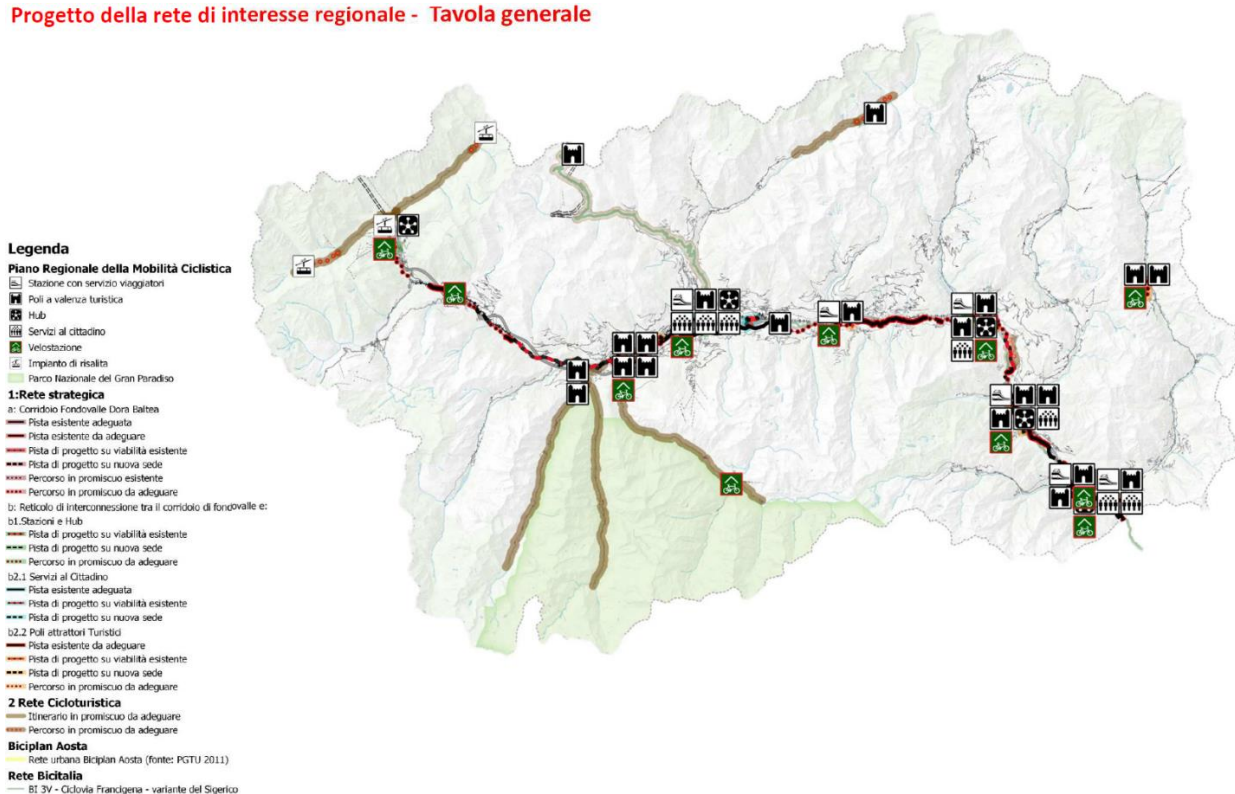 Progetto della rete di interesse regionale - Tavola generale
Legenda
Piano Regionale della Mobilità Ciclistica
Stazione con servizio viaggiatori
Poli a valenza turistica
Hub
Servizi al cittadino
Velostazione
Impianto di risalita
Parco Nazionale del Gran Paradiso
1:Rete strategica
a: Corridoio Fondovalle Dora Baltea
Pista esistente adeguata
Pista esistente da adeguare
Pista di progetto su viabilità esistente
Pista di progetto su nuova sede
Percorso in promiscuo esistente
Percorso in promiscuo da adeguare
b: Reticolo di interconnessione tra il corridoio di fondovalle e:
b1.Stazioni e Hub
Pista di progetto su viabilità esistente
Pista di progetto su nuova sede
Percorso in promiscuo da adeguare
b2.1 Servizi al Cittadino
Pista esistente adeguata
Pista di progetto su viabilità esistente
Pista di progetto su nuova sede
b2.2 Poli attrattori Turistici
Pista esistente da adeguare
Pista di progetto su viabilità esistente
Pista di progetto su nuova sede
Percorso in promiscuo da adeguare
2 Rete Cicloturistica
Itinerario in promiscuo da adeguare
Percorso in promiscuo da adeguare
Biciplan Aosta
Rete urbana Biciplan Aosta (fonte: PGTU 2011)
Rete Bicitalia
BI 3V - Ciclovia Francigena - variante del Sigerico